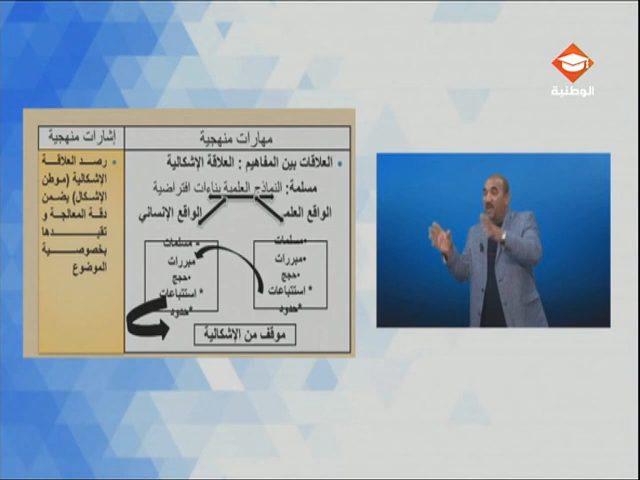 الوطنية
مهارات منهجية
إشارات منهجية
• العلاقات بين المفاهيم : العلاقة الإشكالية
مسلمة: النماذج العلمية بناءات افتراضية
الواقع العلمـ
الواقع الإنساني
•مسلمات
•مبررات
•حجج
* استتباعات
*حدود
* مسلمات
مبررات
•حجج
* استتباعات
*حدود
موقف من الإشكالية
• رصد العلاقة
الإشكالية (موطن
الإشكال) يضمن
دقة المعالجة و
تقيدها
بخصوصية
الموضوع